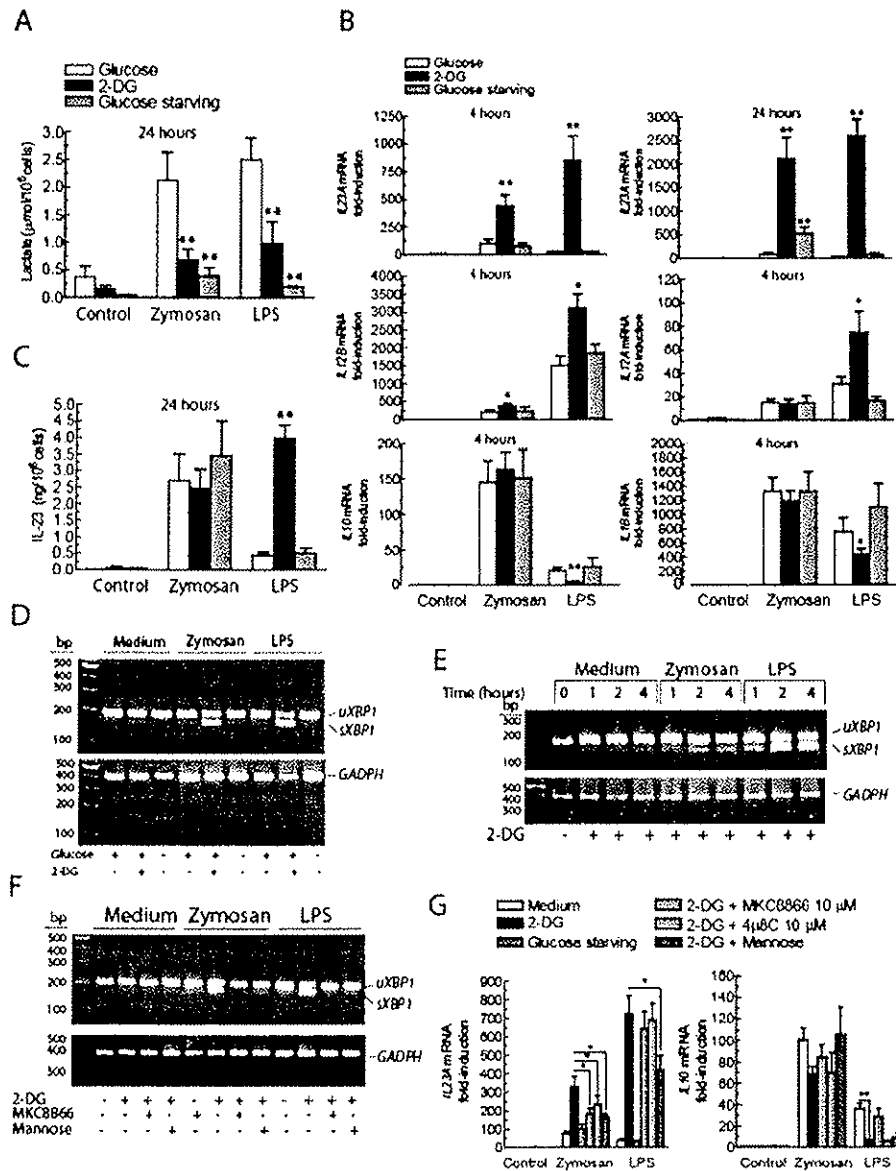 A
Glucose
2-DG
Glucose starving
24 hours
Lactate (μmol/10⁶ cells)
3.0
2.5
2.0
1.5
1.0
0.5
0.0
** ** ** **
Control Zymosan LPS
B
Glucose
2-DG
Glucose starving
4 hours
IL23A mRNA
fold-induction
1250
1000
750
500
250
0
** **
24 hours
IL23A mRNA
fold-induction
3000
2500
2000
1500
1000
500
0
** ** **
4 hours
IL12B mRNA
fold-induction
4000
3500
3000
2500
2000
1500
1000
500
0
* *
4 hours
IL12A mRNA
fold-induction
120
100
80
60
40
20
0
*
4 hours
IL10 mRNA
fold-induction
200
150
100
50
0
**
Control Zymosan LPS
4 hours
IL1B mRNA
fold-induction
2000
1800
1600
1400
1200
1000
800
600
400
200
0
*
Control Zymosan LPS
C
24 hours
IL-23 (ng/10⁶ cells)
5.0
4.5
4.0
3.5
3.0
2.5
2.0
1.5
1.0
0.5
0.0
**
Control Zymosan LPS
D
bp Medium Zymosan LPS
500
400
300
200
100
uXBP1
sXBP1
500
400
300
200
100
GADPH
Glucose + + - + + - + + -
2-DG - + - - + - - + -
E
Medium Zymosan LPS
Time (hours) 0 1 2 4 1 2 4 1 2 4
bp
300
200
100
uXBP1
sXBP1
500
400
300
GADPH
2-DG - + + + + + + + + +
F
bp Medium Zymosan LPS
500
400
300
200
100
uXBP1
sXBP1
500
400
300
GADPH
2-DG
MKC8866
Mannose
G
Medium
2-DG
Glucose starving
2-DG + MKC8866 10 μM
2-DG + 4μ8C 10 μM
2-DG + Mannose
IL23A mRNA
fold-induction
900
800
700
600
500
400
300
200
100
0
Control Zymosan LPS
IL10 mRNA
fold-induction
160
140
120
100
80
60
40
20
0
**
Control Zymosan LPS